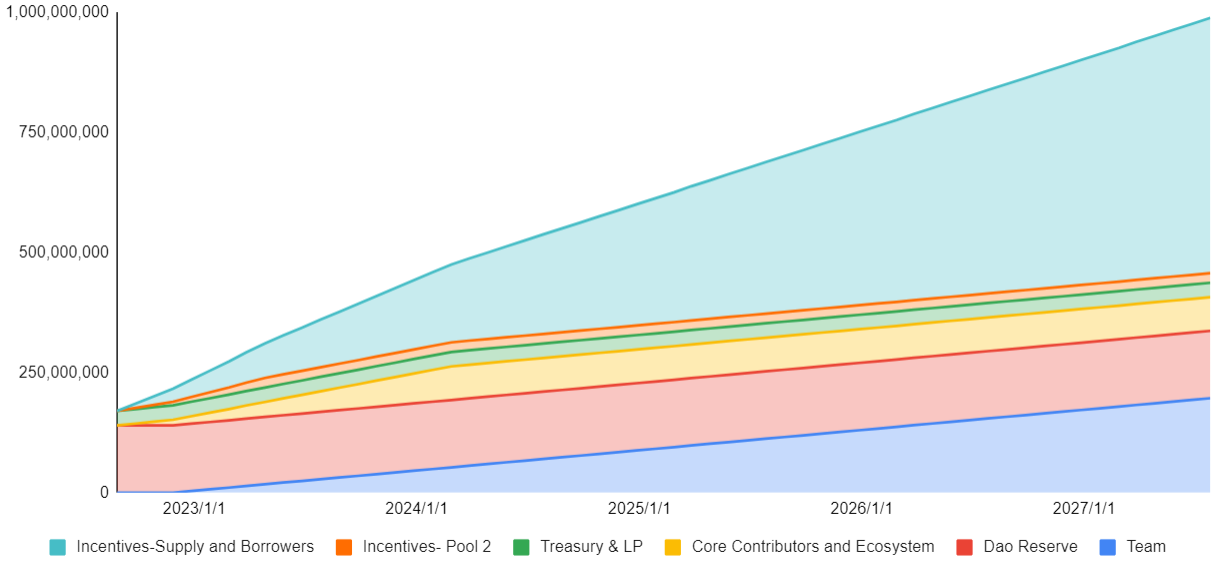 1,000,000,000
750,000,000
500,000,000
250,000,000
0
2023/1/1 2024/1/1 2025/1/1 2026/1/1 2027/1/1
Incentives-Supply and Borrowers Incentives- Pool 2 Treasury & LP Core Contributors and Ecosystem Dao Reserve Team